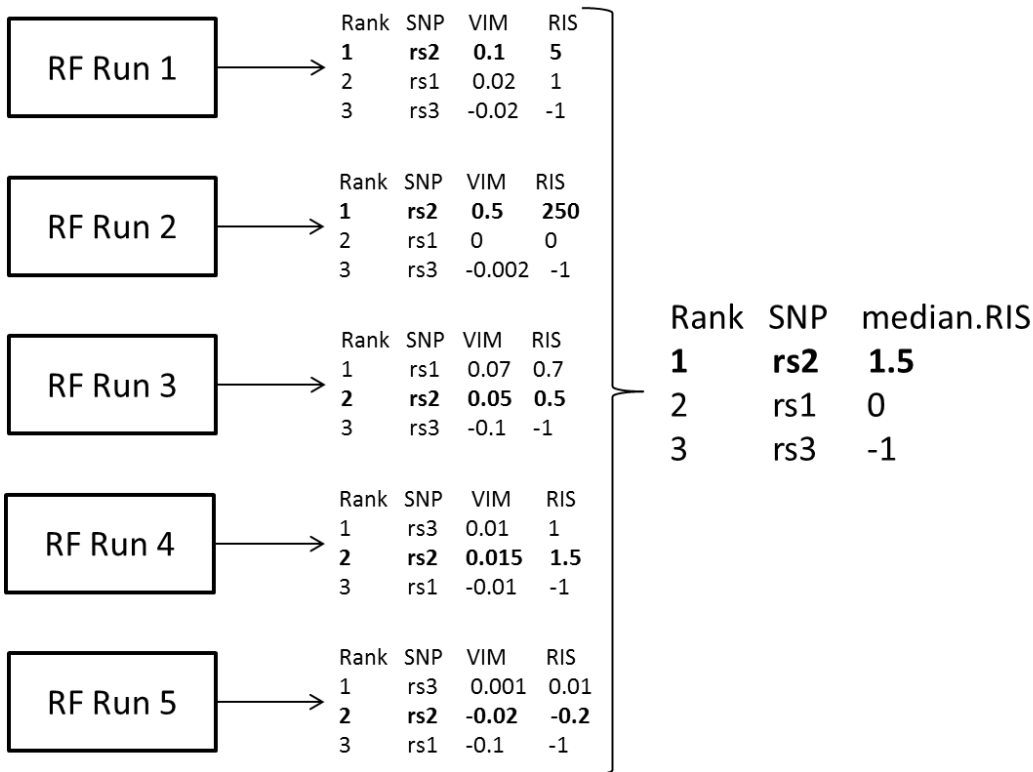 RF Run 1
Rank SNP VIM RIS
1 rs2 0.1 5
2 rs1 0.02 1
3 rs3 -0.02 -1
RF Run 2
Rank SNP VIM RIS
1 rs2 0.5 250
2 rs1 0 0
3 rs3 -0.002 -1
RF Run 3
Rank SNP VIM RIS
1 rs1 0.07 0.7
2 rs2 0.05 0.5
3 rs3 -0.1 -1
RF Run 4
Rank SNP VIM RIS
1 rs3 0.01 1
2 rs2 0.015 1.5
3 rs1 -0.01 -1
RF Run 5
Rank SNP VIM RIS
1 rs3 0.001 0.01
2 rs2 -0.02 -0.2
3 rs1 -0.1 -1
Rank SNP median.RIS
1 rs2 1.5
2 rs1 0
3 rs3 -1